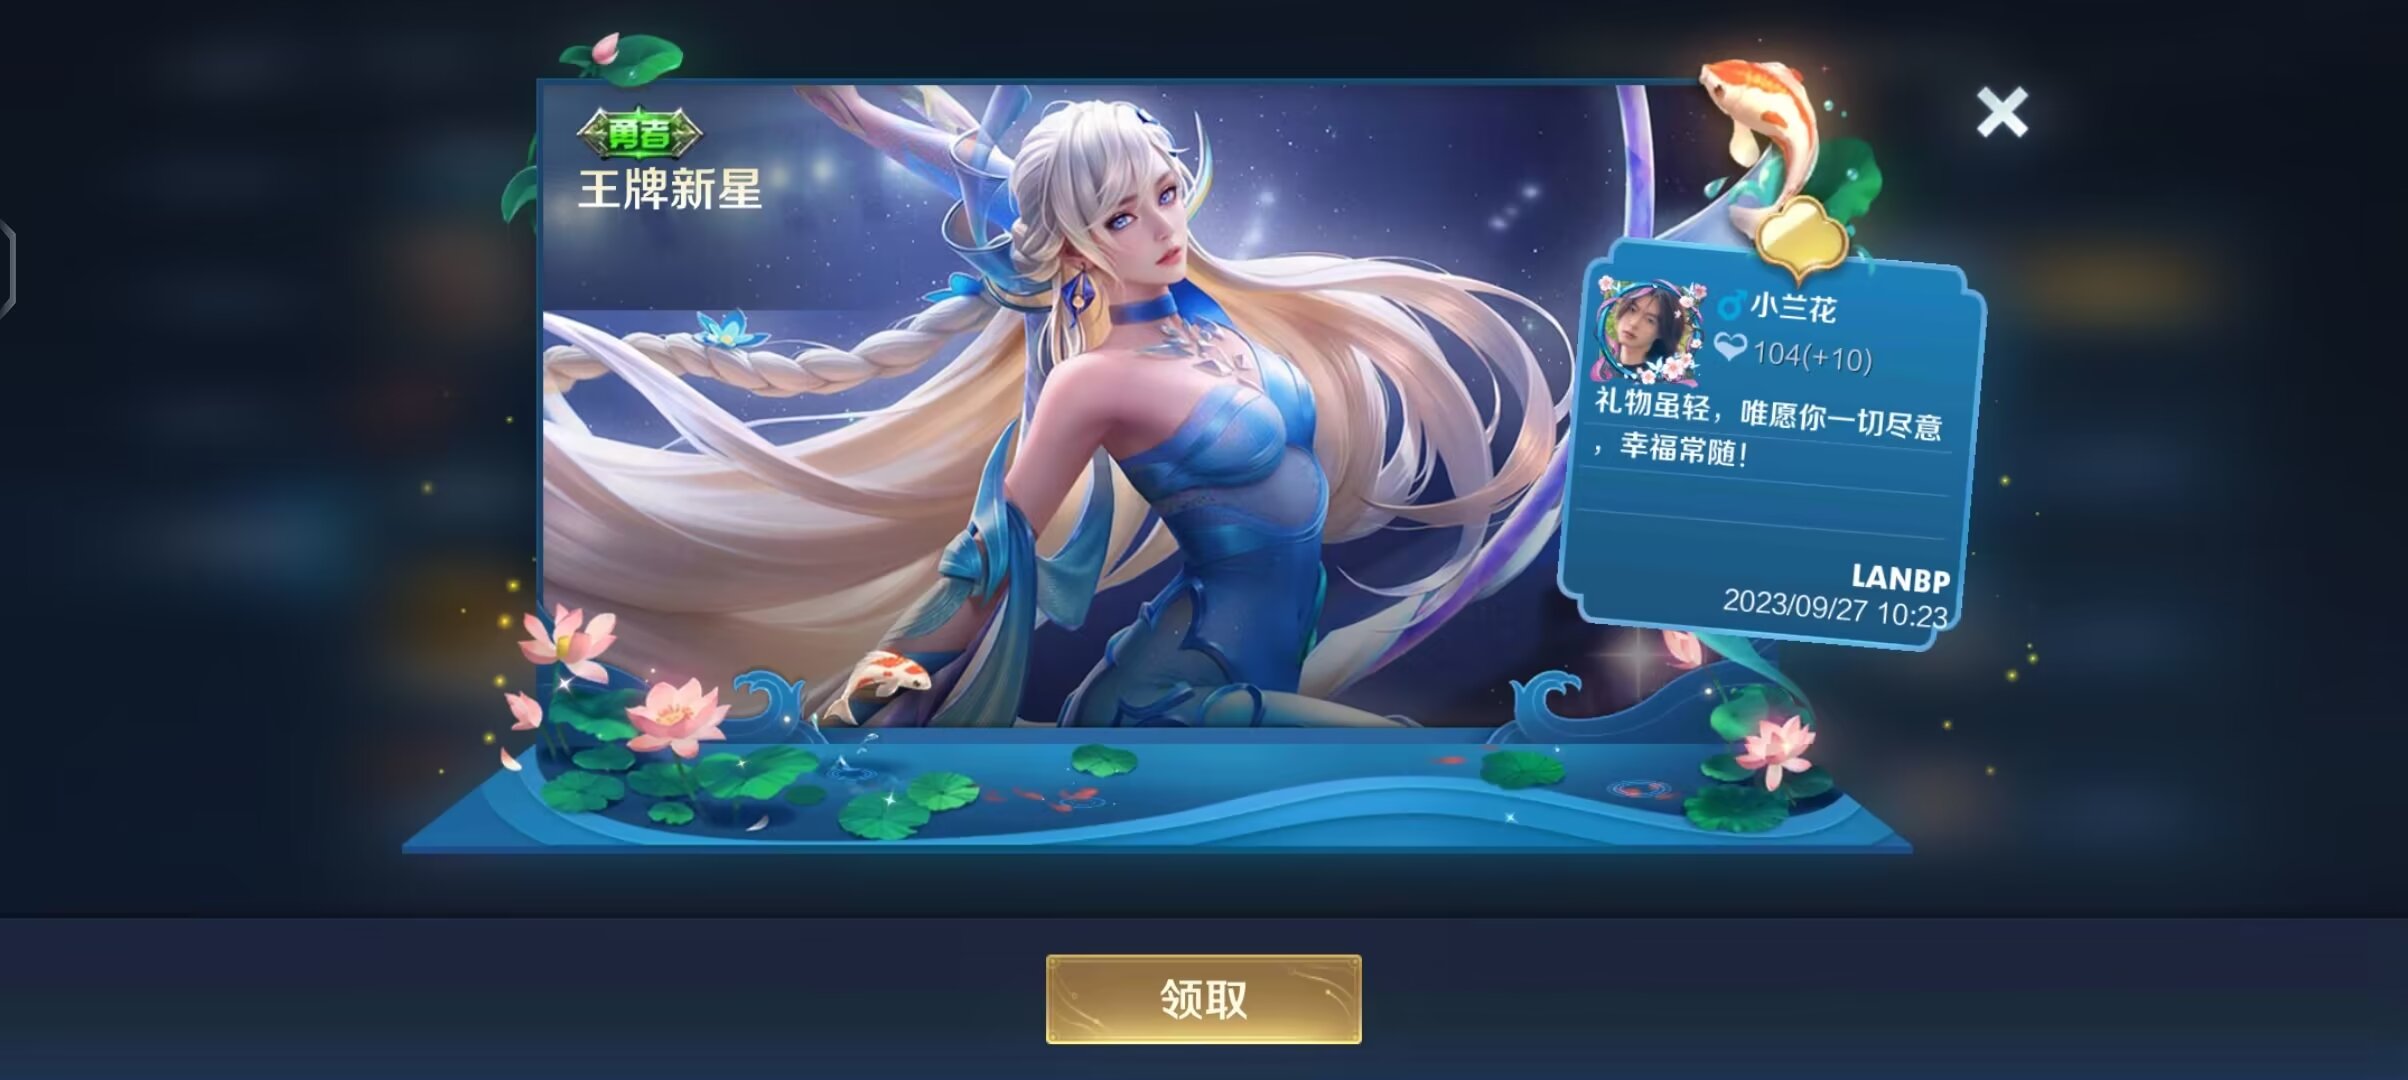 勇者
王牌新星
小兰花
104(+10)
礼物虽轻，唯愿你一切尽意
，幸福常随！
LANBP
2023/09/27 10:23
领取